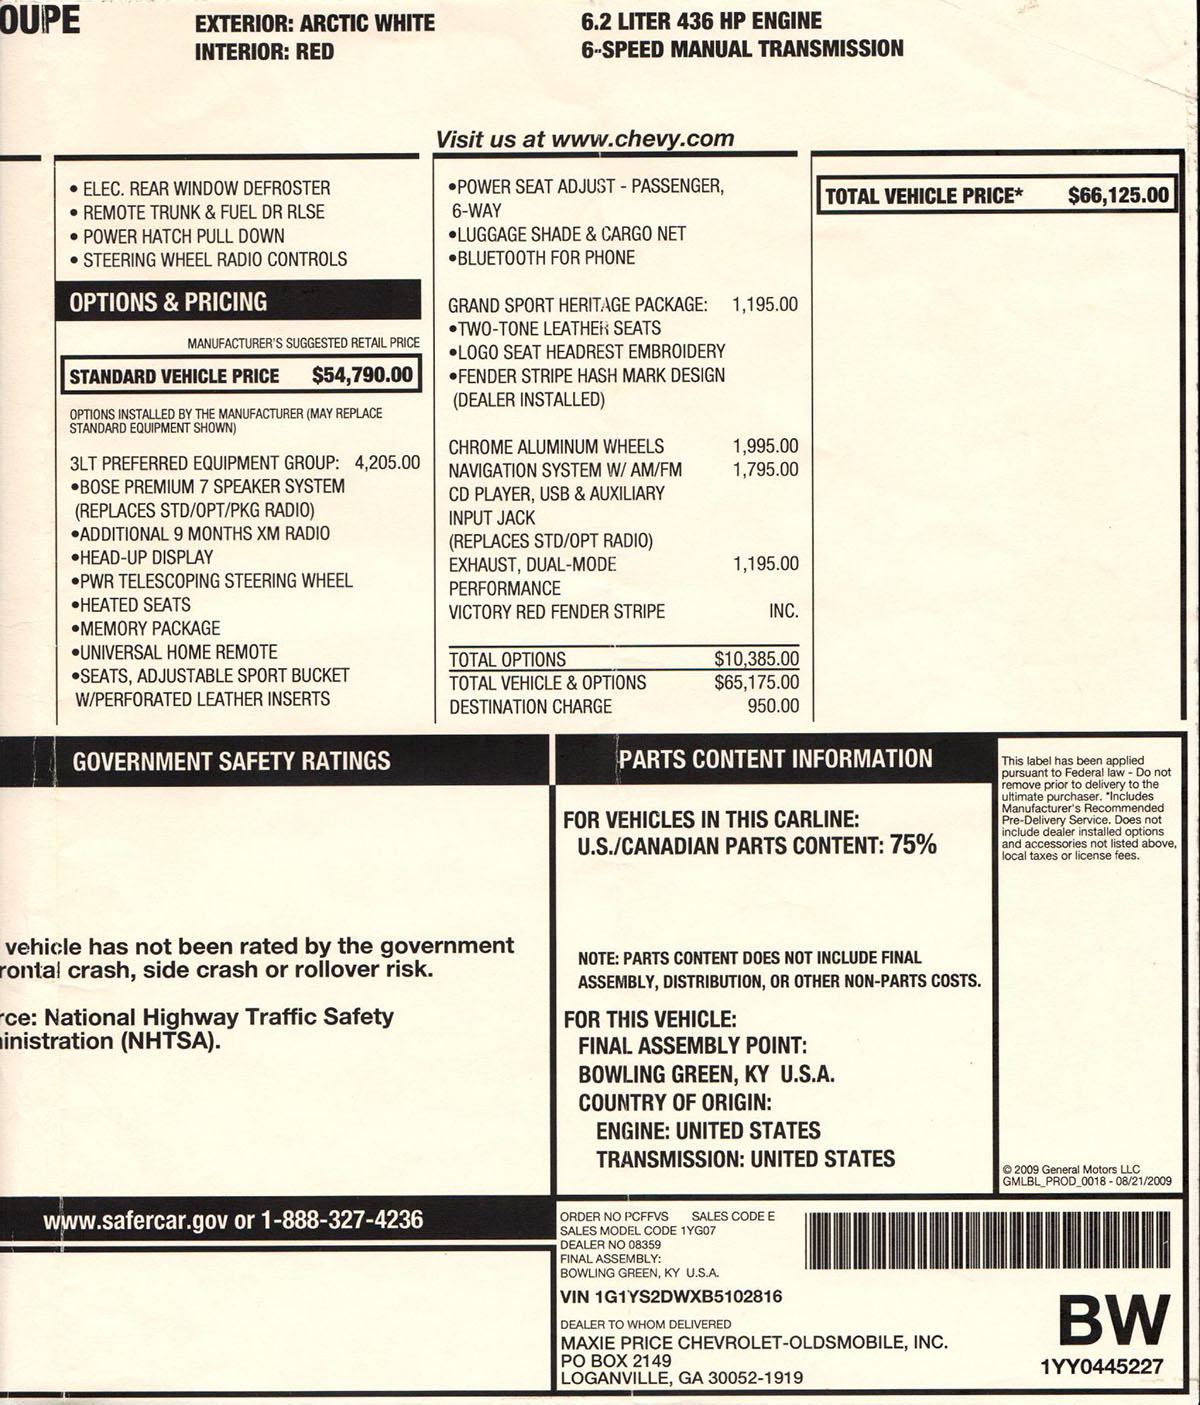 OUPE
EXTERIOR: ARCTIC WHITE
INTERIOR: RED
6.2 LITER 436 HP ENGINE
6-SPEED MANUAL TRANSMISSION
Visit us at www.chevy.com
• ELEC. REAR WINDOW DEFROSTER
• REMOTE TRUNK & FUEL DR RLSE
• POWER HATCH PULL DOWN
• STEERING WHEEL RADIO CONTROLS
OPTIONS & PRICING
MANUFACTURER'S SUGGESTED RETAIL PRICE
STANDARD VEHICLE PRICE $54,790.00
OPTIONS INSTALLED BY THE MANUFACTURER (MAY REPLACE
STANDARD EQUIPMENT SHOWN)
3LT PREFERRED EQUIPMENT GROUP: 4,205.00
•BOSE PREMIUM 7 SPEAKER SYSTEM
(REPLACES STD/OPT/PKG RADIO)
•ADDITIONAL 9 MONTHS XM RADIO
•HEAD-UP DISPLAY
•PWR TELESCOPING STEERING WHEEL
•HEATED SEATS
•MEMORY PACKAGE
•UNIVERSAL HOME REMOTE
•SEATS, ADJUSTABLE SPORT BUCKET
W/PERFORATED LEATHER INSERTS
•POWER SEAT ADJUST - PASSENGER,
6-WAY
•LUGGAGE SHADE & CARGO NET
•BLUETOOTH FOR PHONE
GRAND SPORT HERITAGE PACKAGE: 1,195.00
•TWO-TONE LEATHER SEATS
•LOGO SEAT HEADREST EMBROIDERY
•FENDER STRIPE HASH MARK DESIGN
(DEALER INSTALLED)
CHROME ALUMINUM WHEELS 1,995.00
NAVIGATION SYSTEM W/ AM/FM 1,795.00
CD PLAYER, USB & AUXILIARY
INPUT JACK
(REPLACES STD/OPT RADIO)
EXHAUST, DUAL-MODE 1,195.00
PERFORMANCE
VICTORY RED FENDER STRIPE INC.
TOTAL OPTIONS $10,385.00
TOTAL VEHICLE & OPTIONS $65,175.00
DESTINATION CHARGE 950.00
TOTAL VEHICLE PRICE* $66,125.00
GOVERNMENT SAFETY RATINGS
vehicle has not been rated by the government
rontal crash, side crash or rollover risk.
rce: National Highway Traffic Safety
inistration (NHTSA).
www.safercar.gov or 1-888-327-4236
PARTS CONTENT INFORMATION
FOR VEHICLES IN THIS CARLINE:
U.S./CANADIAN PARTS CONTENT: 75%
NOTE: PARTS CONTENT DOES NOT INCLUDE FINAL
ASSEMBLY, DISTRIBUTION, OR OTHER NON-PARTS COSTS.
FOR THIS VEHICLE:
FINAL ASSEMBLY POINT:
BOWLING GREEN, KY U.S.A.
COUNTRY OF ORIGIN:
ENGINE: UNITED STATES
TRANSMISSION: UNITED STATES
This label has been applied
pursuant to Federal law - Do not
remove prior to delivery to the
ultimate purchaser. *Includes
Manufacturer's Recommended
Pre-Delivery Service. Does not
include dealer installed options
and accessories not listed above,
local taxes or license fees.
© 2009 General Motors LLC
GMLBL_PROD_0018 - 08/21/2009
ORDER NO PCFFVS SALES CODE E
SALES MODEL CODE 1YG07
DEALER NO 08359
FINAL ASSEMBLY:
BOWLING GREEN, KY U.S.A.
VIN 1G1YS2DWXB5102816
DEALER TO WHOM DELIVERED
MAXIE PRICE CHEVROLET-OLDSMOBILE, INC.
PO BOX 2149
LOGANVILLE, GA 30052-1919
BW
1YY0445227